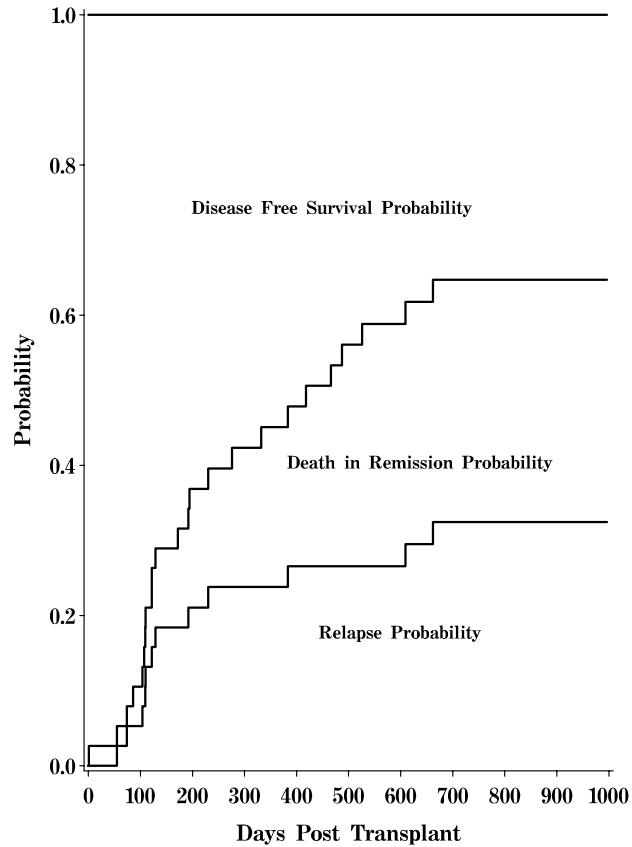 1.0
0.8
Disease Free Survival Probability
0.6
Probability
0.4
Death in Remission Probability
0.2
Relapse Probability
0.0
0 100 200 300 400 500 600 700 800 900 1000
Days Post Transplant